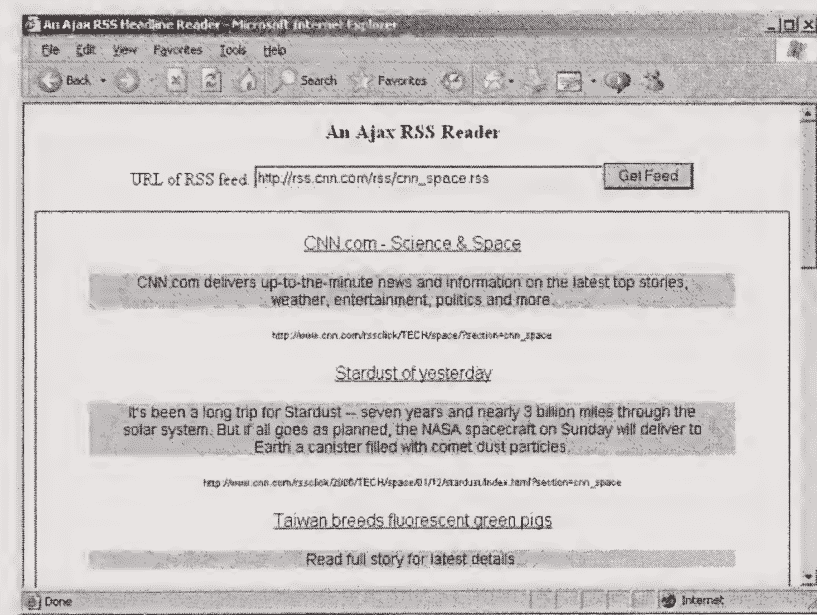 An Ajax RSS Headline Reader - Microsoft Internet Explorer
File Edit View Favorites Tools Help
Back Search Favorites
An Ajax RSS Reader
URL of RSS feed http://rss.cnn.com/rss/cnn_space.rss Get Feed
CNN.com - Science & Space
CNN.com delivers up-to-the-minute news and information on the latest top stories,
weather, entertainment, politics and more.
http://www.cnn.com/rssclick/TECH/space/?section=cnn_space
Stardust of yesterday
It's been a long trip for Stardust -- seven years and nearly 3 billion miles through the
solar system. But if all goes as planned, the NASA spacecraft on Sunday will deliver to
Earth a canister filled with comet dust particles.
http://www.cnn.com/rssclick/2006/TECH/space/01/12/stardust/index.html?section=cnn_space
Taiwan breeds fluorescent green pigs
Read full story for latest details
Done Internet